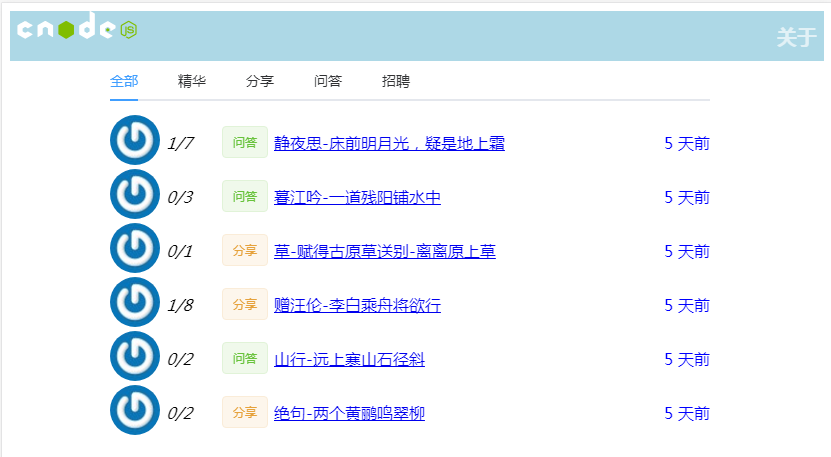 cnode JS
关于
全部 精华 分享 问答 招聘
1/7 问答 静夜思-床前明月光，疑是地上霜 5 天前
0/3 问答 暮江吟-一道残阳铺水中 5 天前
0/1 分享 草-赋得古原草送别-离离原上草 5 天前
1/8 分享 赠汪伦-李白乘舟将欲行 5 天前
0/2 问答 山行-远上寒山石径斜 5 天前
0/2 分享 绝句-两个黄鹂鸣翠柳 5 天前